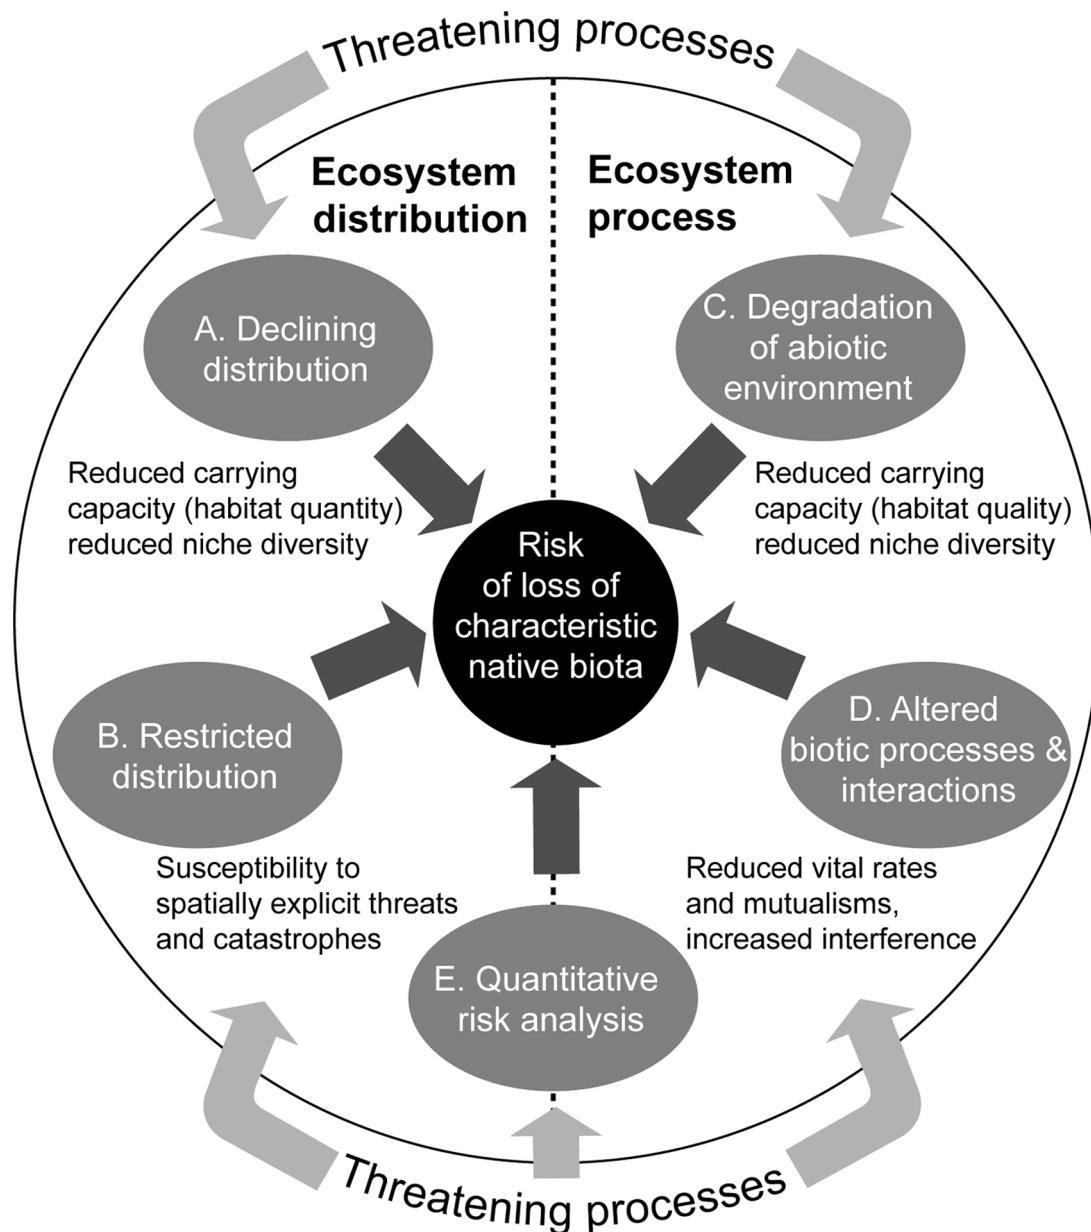 Threatening processes
Ecosystem
distribution
Ecosystem
process
A. Declining
distribution
C. Degradation
of abiotic
environment
Reduced carrying
capacity (habitat quantity)
reduced niche diversity
Reduced carrying
capacity (habitat quality)
reduced niche diversity
Risk
of loss of
characteristic
native biota
B. Restricted
distribution
D. Altered
biotic processes &
interactions
Susceptibility to
spatially explicit threats
and catastrophes
Reduced vital rates
and mutualisms,
increased interference
E. Quantitative
risk analysis
Threatening processes